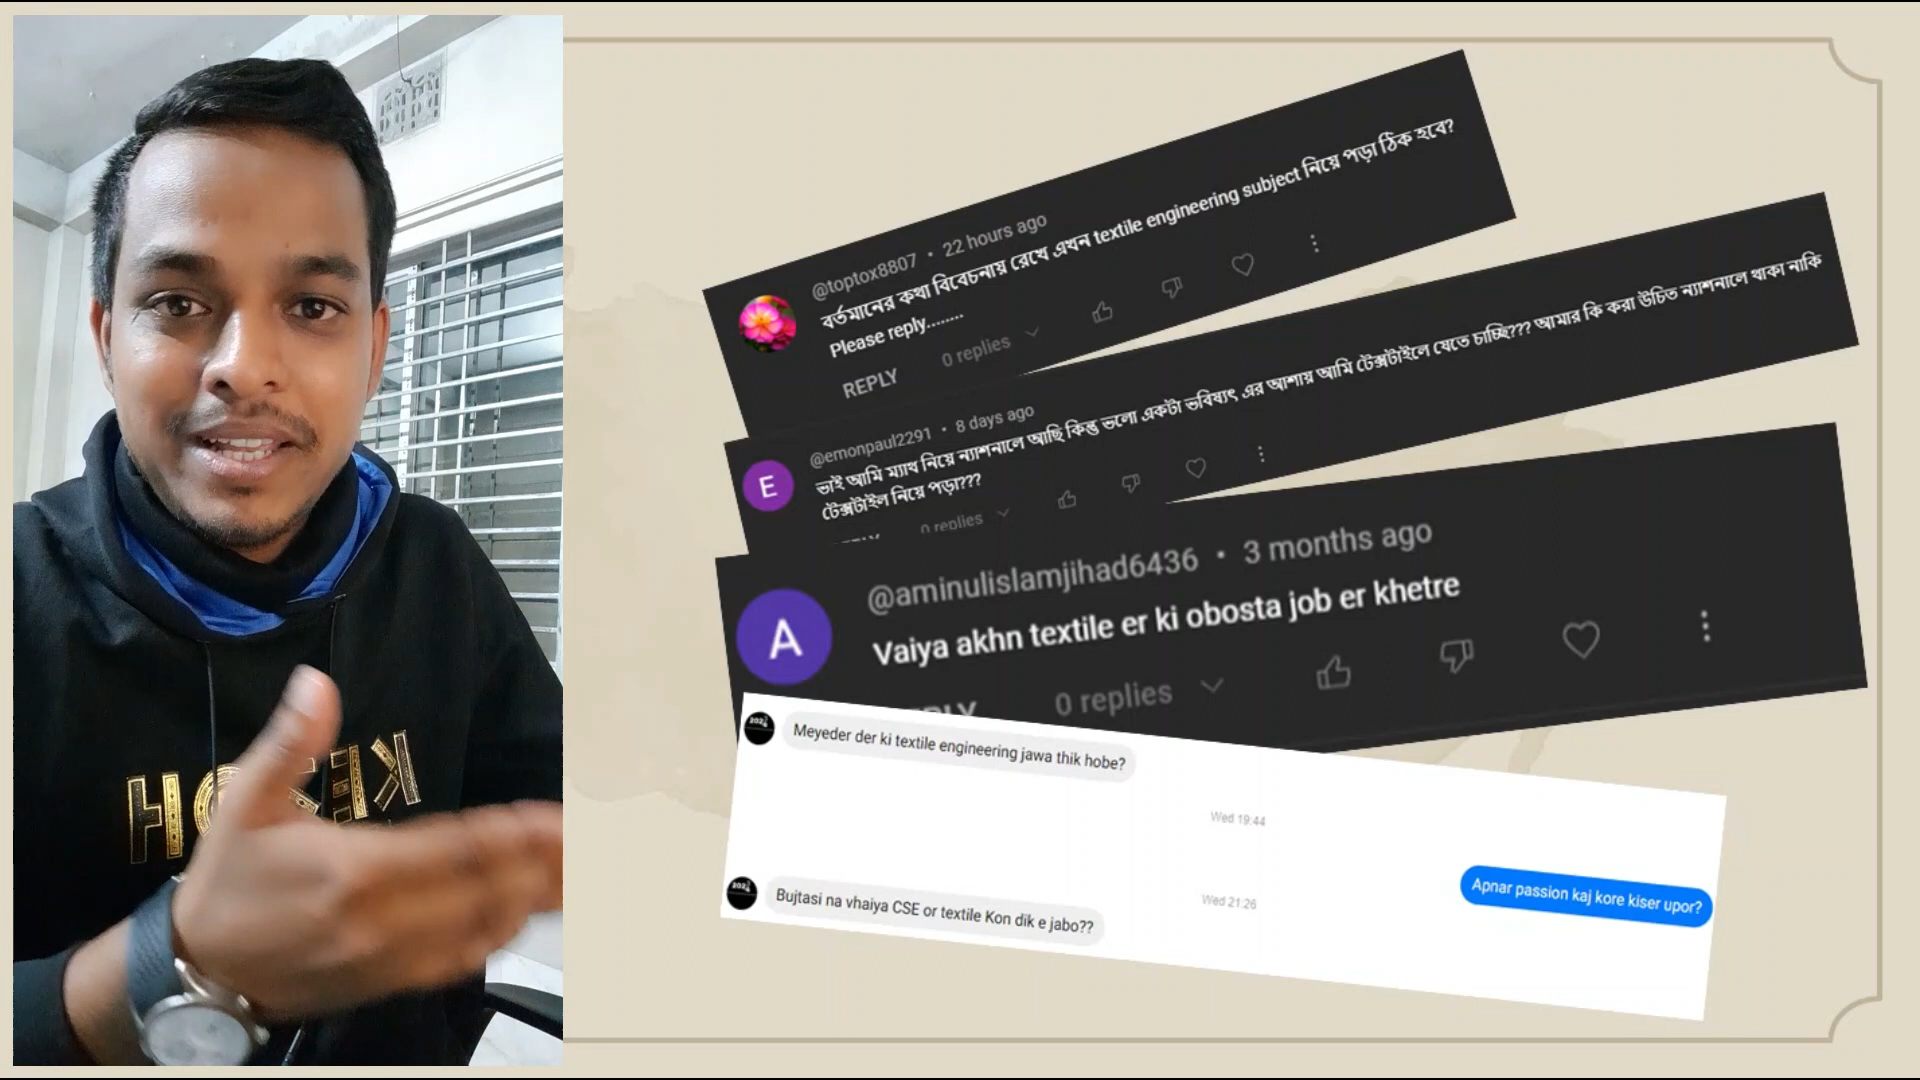 @toptox8807 • 22 hours ago
বর্তমানের কথা বিবেচনায় রেখে এখন textile engineering subject নিয়ে পড়া ঠিক হবে?
Please reply........
REPLY
0 replies
E
@emonpaul2291 • 8 days ago
ভাই আমি ম্যাথ নিয়ে ন্যাশনালে আছি কিন্তু ভলো একটা ভবিষ্যৎ এর আশায় আমি টেক্সটাইলে যেতে চাচ্ছি??? আমার কি করা উচিত ন্যাশনালে থাকা নাকি
টেক্সটাইল নিয়ে পড়া???
0 replies
A
@aminulislamjihad6436 • 3 months ago
Vaiya akhn textile er ki obosta job er khetre
0 replies
Meyeder der ki textile engineering jawa thik hobe?
Wed 19:44
Apnar passion kaj kore kiser upor?
Wed 21:26
Bujtasi na vhaiya CSE or textile Kon dik e jabo??